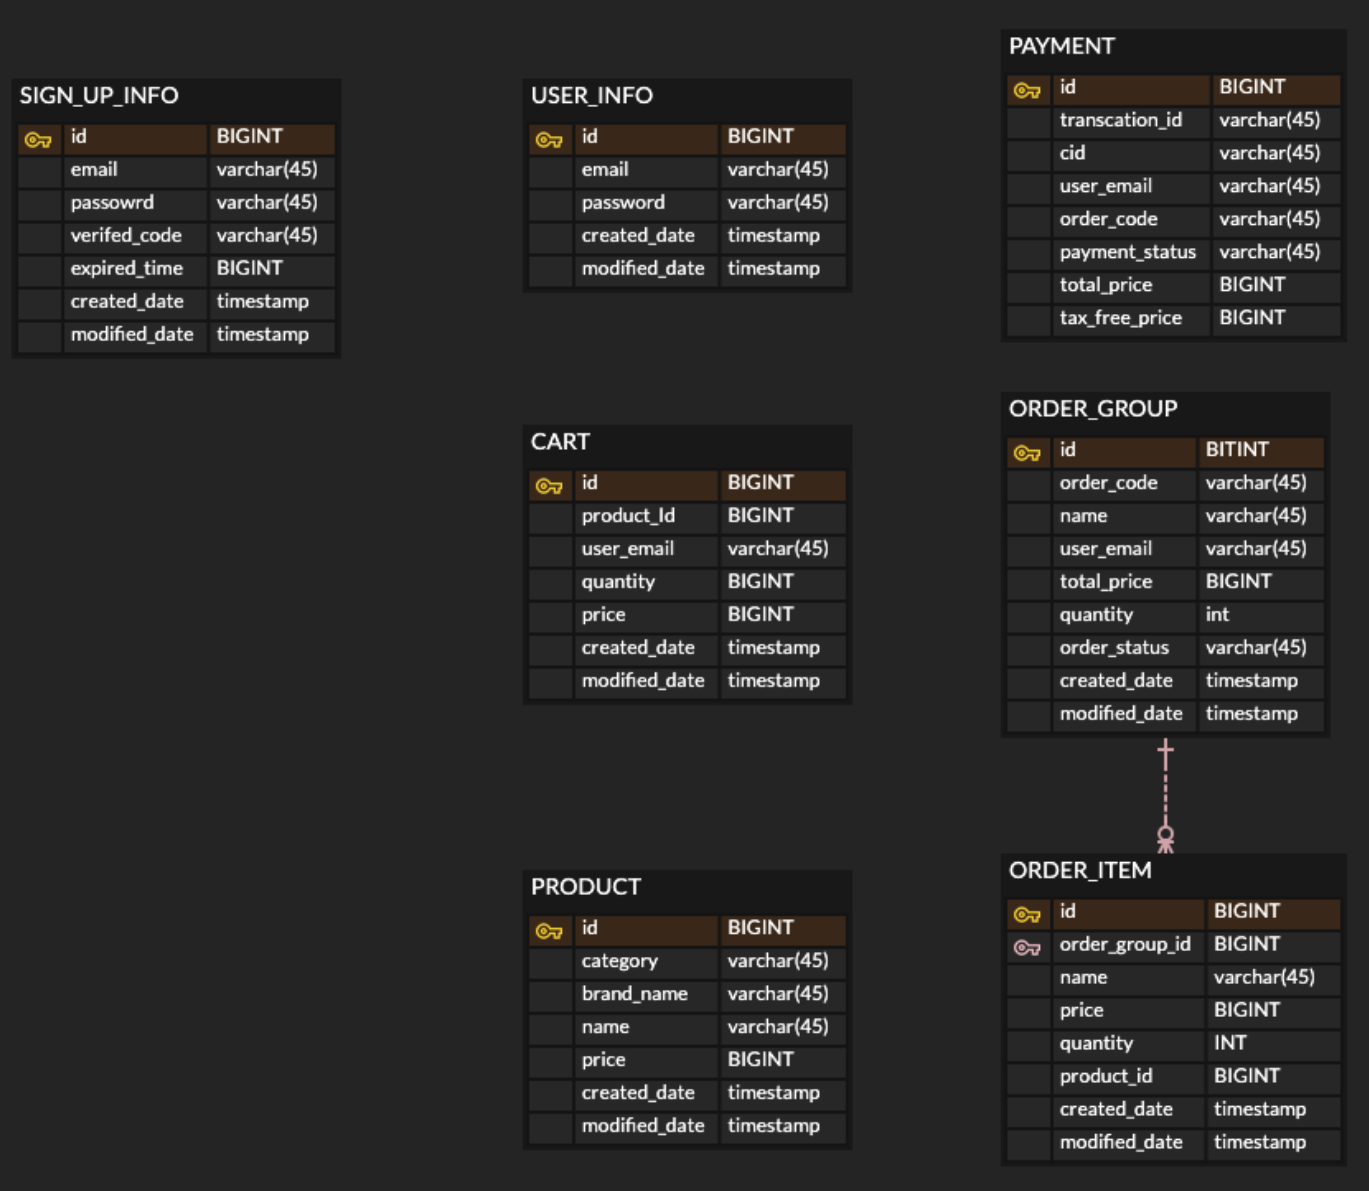 SIGN_UP_INFO
id BIGINT
email varchar(45)
passowrd varchar(45)
verifed_code varchar(45)
expired_time BIGINT
created_date timestamp
modified_date timestamp
USER_INFO
id BIGINT
email varchar(45)
password varchar(45)
created_date timestamp
modified_date timestamp
PAYMENT
id BIGINT
transcation_id varchar(45)
cid varchar(45)
user_email varchar(45)
order_code varchar(45)
payment_status varchar(45)
total_price BIGINT
tax_free_price BIGINT
CART
id BIGINT
product_Id BIGINT
user_email varchar(45)
quantity BIGINT
price BIGINT
created_date timestamp
modified_date timestamp
ORDER_GROUP
id BITINT
order_code varchar(45)
name varchar(45)
user_email varchar(45)
total_price BIGINT
quantity int
order_status varchar(45)
created_date timestamp
modified_date timestamp
PRODUCT
id BIGINT
category varchar(45)
brand_name varchar(45)
name varchar(45)
price BIGINT
created_date timestamp
modified_date timestamp
ORDER_ITEM
id BIGINT
order_group_id BIGINT
name varchar(45)
price BIGINT
quantity INT
product_id BIGINT
created_date timestamp
modified_date timestamp